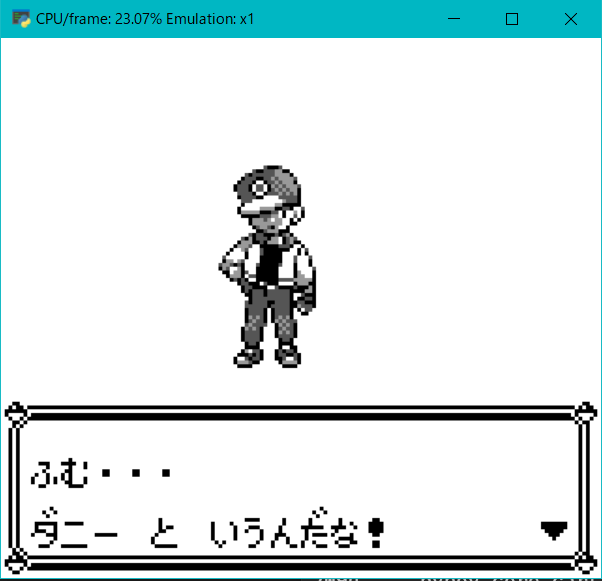 CPU/frame: 23.07% Emulation: x1
ふむ・・・
ダニー と いうんだな!